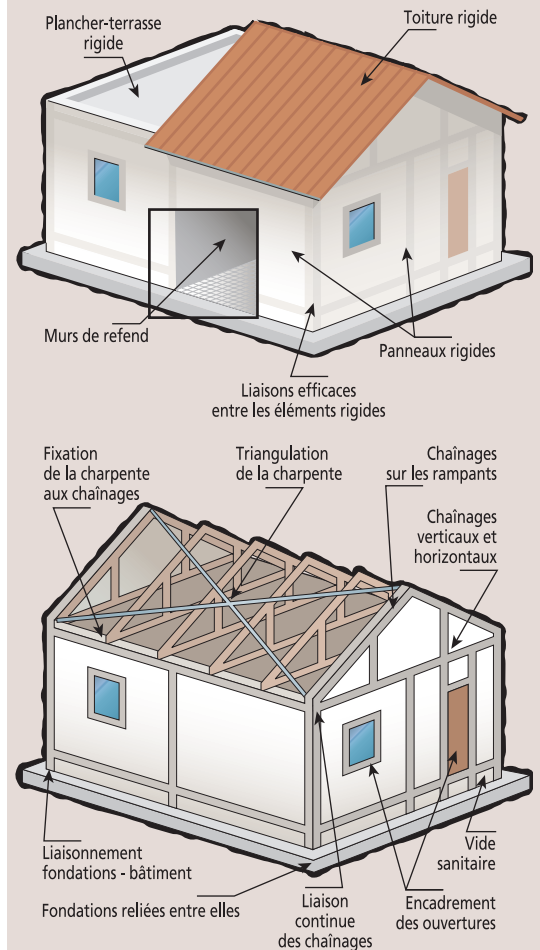 Plancher-terrasse
rigide
Toiture rigide
Murs de refend
Panneaux rigides
Liaisons efficaces
entre les éléments rigides
Fixation
de la charpente
aux chaînages
Triangulation
de la charpente
Chaînages
sur les rampants
Chaînages
verticaux et
horizontaux
Liaisonnement
fondations - bâtiment
Fondations reliées entre elles
Liaison
continue
des chaînages
Encadrement
des ouvertures
Vide
sanitaire